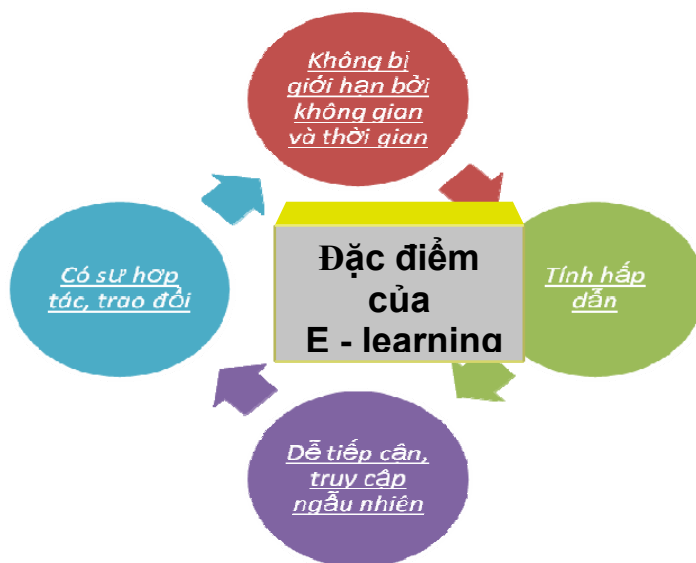 Không bị
giới hạn bởi
không gian
và thời gian
Có sự hợp
tác, trao đổi
Đặc điểm
của
E - learning
Tính hấp
dẫn
Dễ tiếp cận,
truy cập
ngẫu nhiên